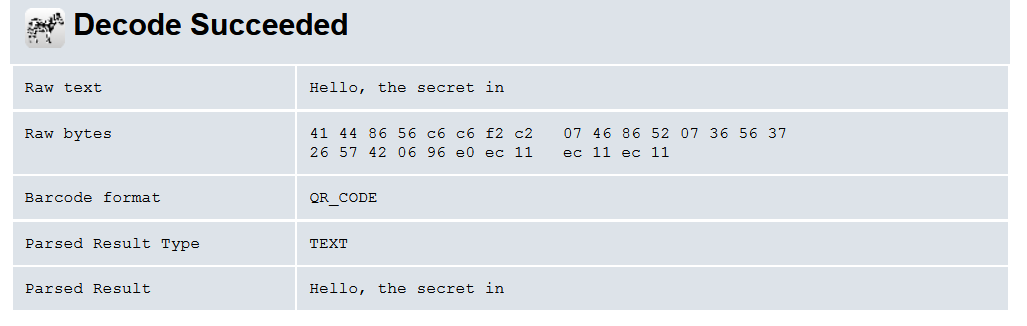 Decode Succeeded
Raw text Hello, the secret in
Raw bytes 41 44 86 56 c6 c6 f2 c2 07 46 86 52 07 36 56 37
26 57 42 06 96 e0 ec 11 ec 11 ec 11
Barcode format QR_CODE
Parsed Result Type TEXT
Parsed Result Hello, the secret in